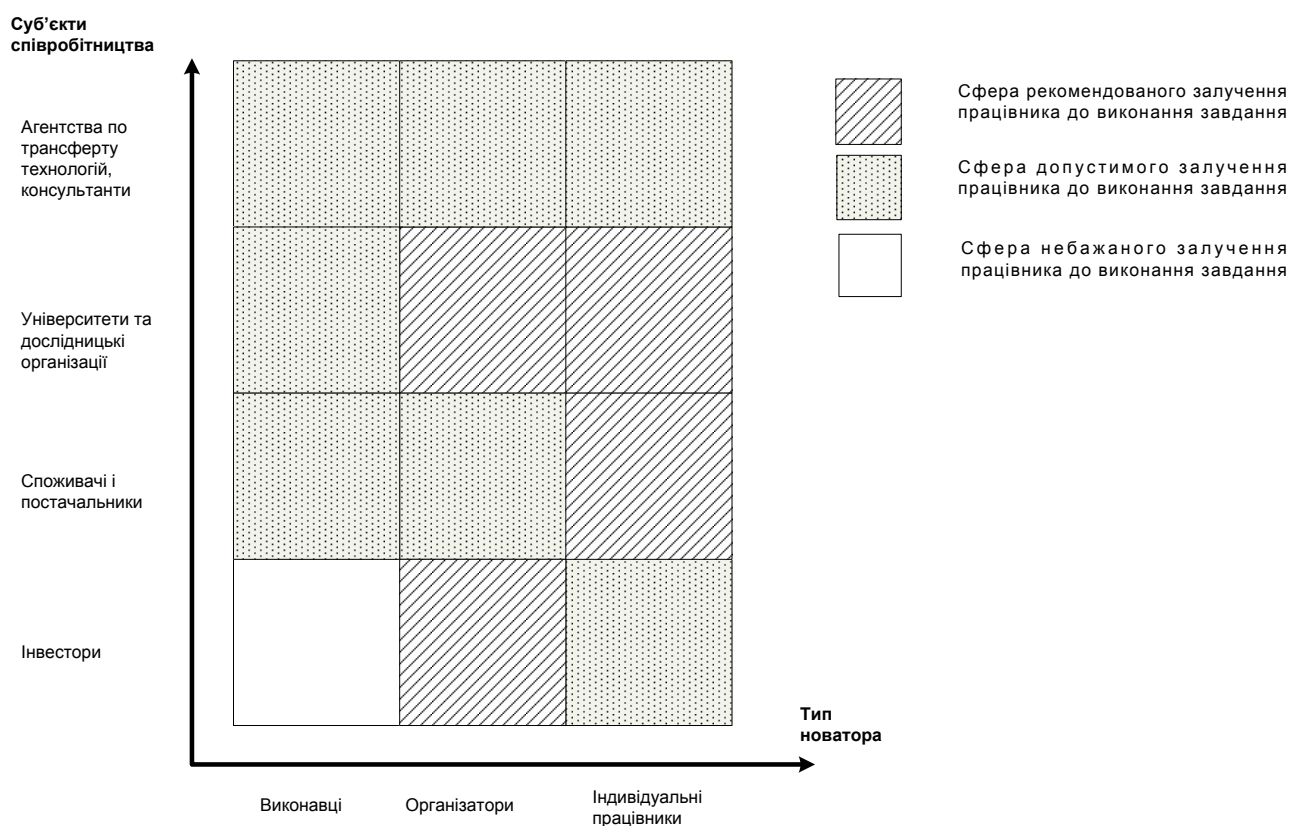 Суб’єкти
співробітництва
Агентства по
трансферту
технологій,
консультанти
Університети та
дослідницькі
організації
Споживачі і
постачальники
Інвестори
Виконавці
Організатори
Індивідуальні
працівники
Тип
новатора
Сфера рекомендованого залучення
працівника до виконання завдання
Сфера допустимого залучення
працівника до виконання завдання
Сфера небажаного залучення
працівника до виконання завдання